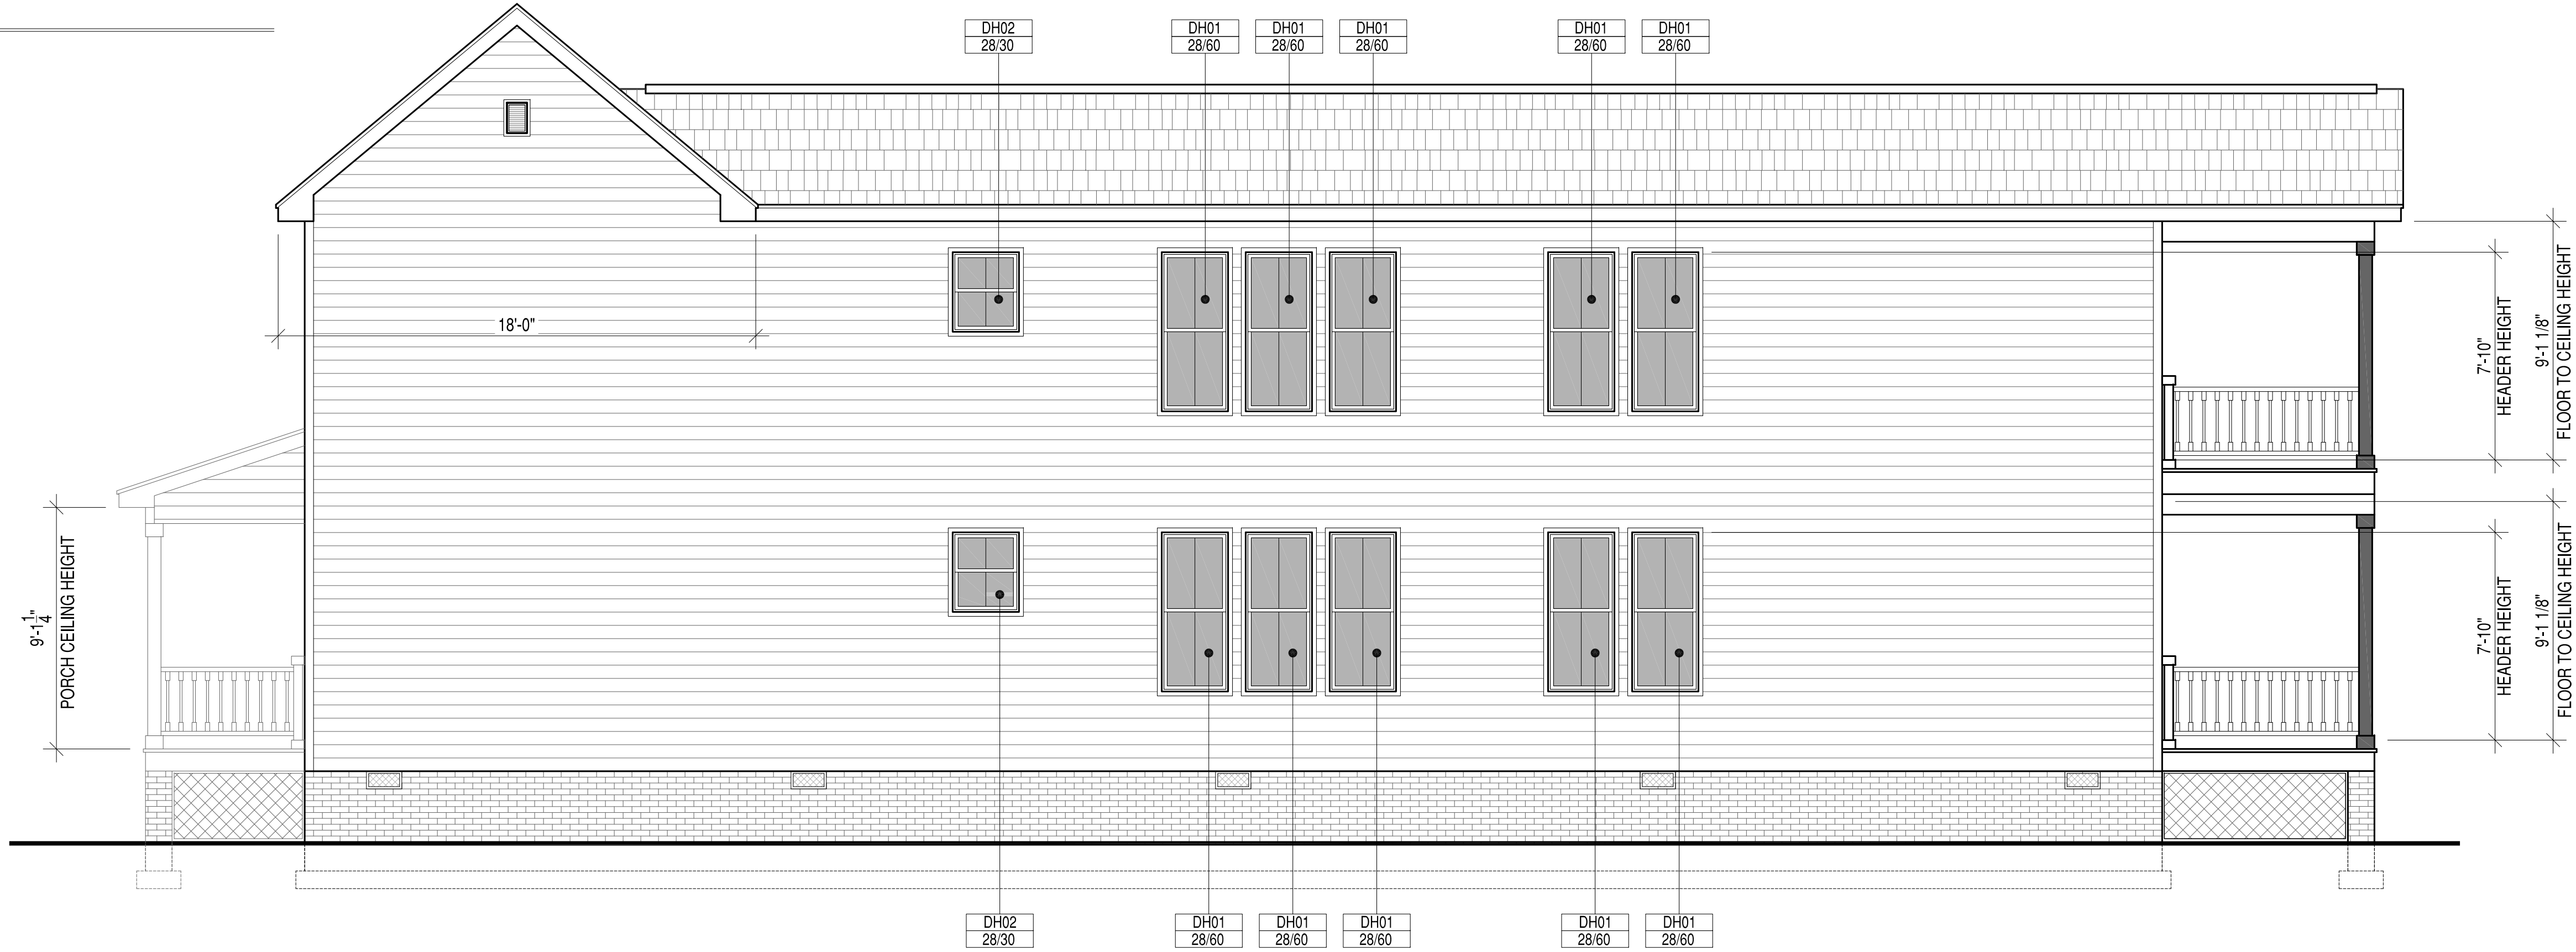 DH02
28/30
DH01
28/60
DH01
28/60
DH01
28/60
DH01
28/60
DH01
28/60
18'-0"
7'-10"
HEADER HEIGHT
9'-1 1/8"
FLOOR TO CEILING HEIGHT
9'-1 1/4"
PORCH CEILING HEIGHT
7'-10"
HEADER HEIGHT
9'-1 1/8"
FLOOR TO CEILING HEIGHT
DH02
28/30
DH01
28/60
DH01
28/60
DH01
28/60
DH01
28/60
DH01
28/60